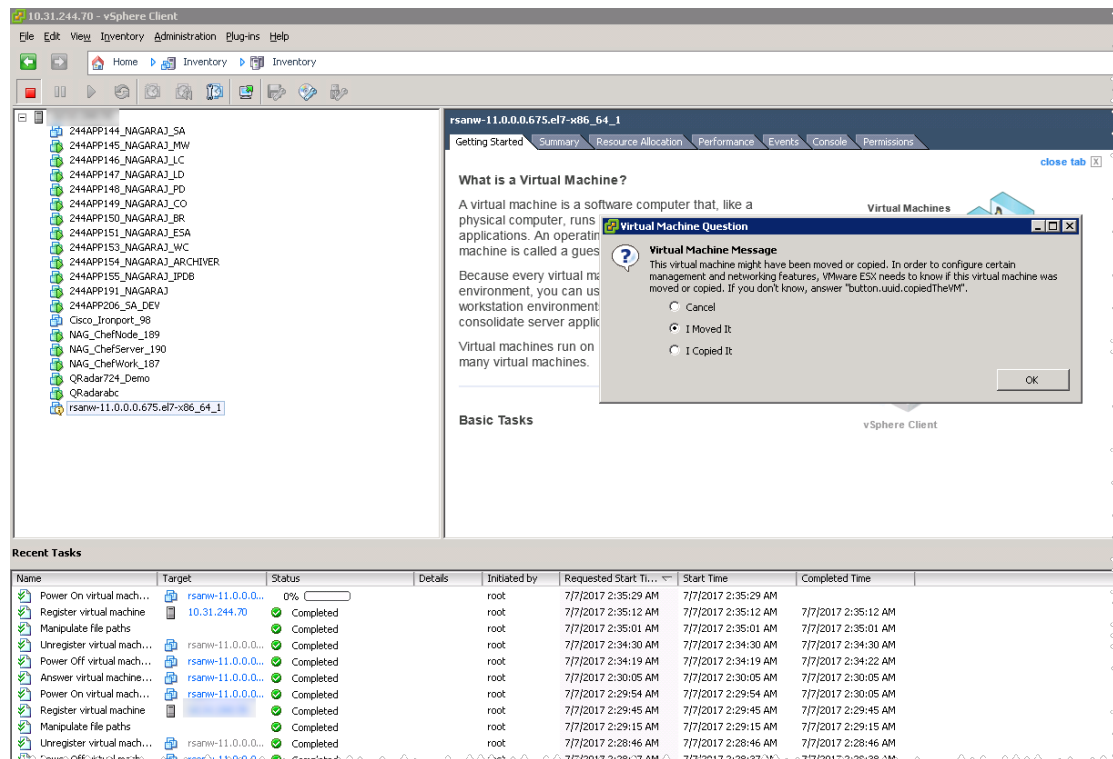 10.31.244.70 - vSphere Client
File Edit View Inventory Administration Plug-ins Help
Home Inventory Inventory
244APP144_NAGARAJ_SA
244APP145_NAGARAJ_MW
244APP146_NAGARAJ_LC
244APP147_NAGARAJ_LD
244APP148_NAGARAJ_PD
244APP149_NAGARAJ_CO
244APP150_NAGARAJ_BR
244APP151_NAGARAJ_ESA
244APP153_NAGARAJ_WC
244APP154_NAGARAJ_ARCHIVER
244APP155_NAGARAJ_IPDB
244APP191_NAGARAJ
244APP206_SA_DEV
Cisco_Ironport_98
NAG_ChefNode_189
NAG_ChefServer_190
NAG_ChefWork_187
QRadar724_Demo
QRadarabc
rsanw-11.0.0.0.675.el7-x86_64_1
rsanw-11.0.0.0.675.el7-x86_64_1
Getting Started Summary Resource Allocation Performance Events Console Permissions
close tab X
What is a Virtual Machine?
A virtual machine is a software computer that, like a
physical computer, runs
applications. An operatin
machine is called a gues
Because every virtual ma
environment, you can us
workstation environment
consolidate server applic
Virtual machines run on
many virtual machines.
Basic Tasks
Virtual Machines
vSphere Client
Virtual Machine Question
Virtual Machine Message
This virtual machine might have been moved or copied. In order to configure certain
management and networking features, VMware ESX needs to know if this virtual machine was
moved or copied. If you don't know, answer "button.uuid.copiedTheVM".
Cancel
I Moved It
I Copied It
OK
Recent Tasks
Name Target Status Details Initiated by Requested Start Ti... Start Time Completed Time
Power On virtual mach... rsanw-11.0.0.0... 0% root 7/7/2017 2:35:29 AM 7/7/2017 2:35:29 AM
Register virtual machine 10.31.244.70 Completed root 7/7/2017 2:35:12 AM 7/7/2017 2:35:12 AM 7/7/2017 2:35:12 AM
Manipulate file paths Completed root 7/7/2017 2:35:01 AM 7/7/2017 2:35:01 AM 7/7/2017 2:35:01 AM
Unregister virtual mach... rsanw-11.0.0.0... Completed root 7/7/2017 2:34:30 AM 7/7/2017 2:34:30 AM 7/7/2017 2:34:30 AM
Power Off virtual mach... rsanw-11.0.0.0... Completed root 7/7/2017 2:34:19 AM 7/7/2017 2:34:19 AM 7/7/2017 2:34:22 AM
Answer virtual machine... rsanw-11.0.0.0... Completed root 7/7/2017 2:30:05 AM 7/7/2017 2:30:05 AM 7/7/2017 2:30:05 AM
Power On virtual mach... rsanw-11.0.0.0... Completed root 7/7/2017 2:29:54 AM 7/7/2017 2:29:54 AM 7/7/2017 2:30:05 AM
Register virtual machine Completed root 7/7/2017 2:29:45 AM 7/7/2017 2:29:45 AM 7/7/2017 2:29:45 AM
Manipulate file paths Completed root 7/7/2017 2:29:15 AM 7/7/2017 2:29:15 AM 7/7/2017 2:29:15 AM
Unregister virtual mach... rsanw-11.0.0.0... Completed root 7/7/2017 2:28:46 AM 7/7/2017 2:28:46 AM 7/7/2017 2:28:46 AM